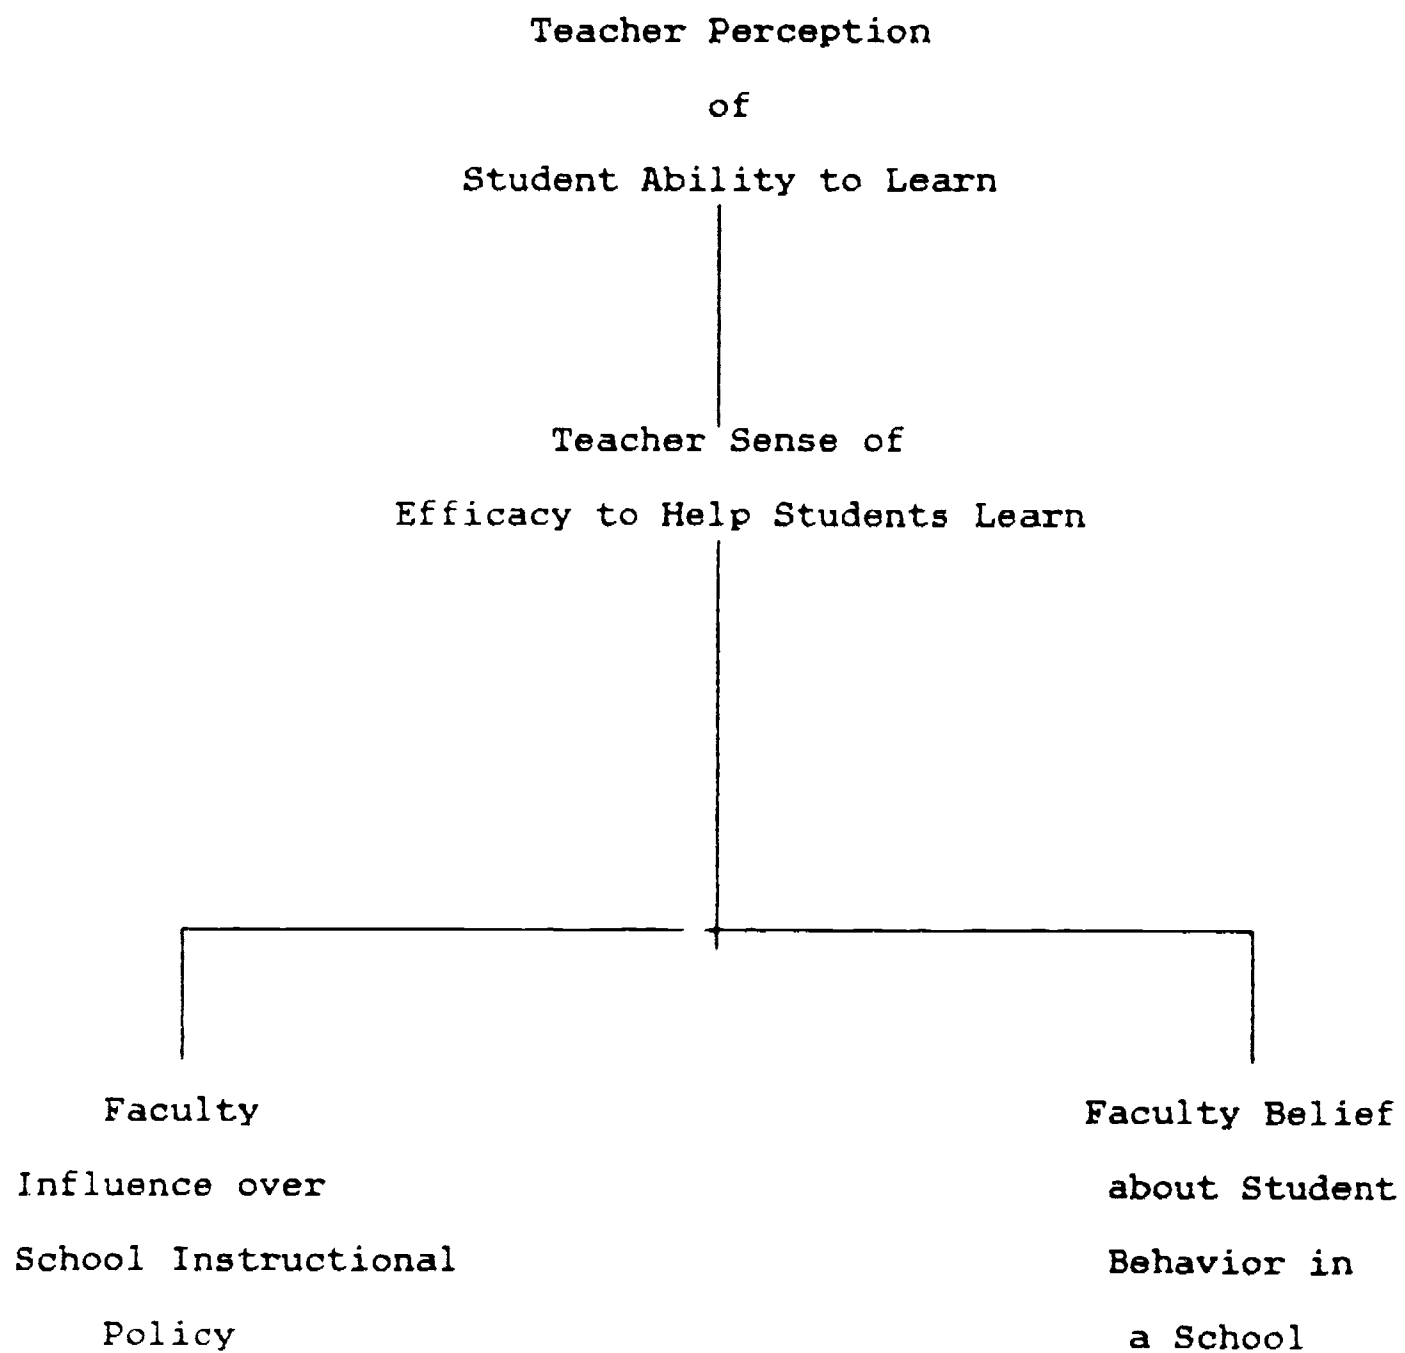 Teacher Perception
of
Student Ability to Learn
Teacher Sense of
Efficacy to Help Students Learn
Faculty
Influence over
School Instructional
Policy
Faculty Belief
about Student
Behavior in
a School